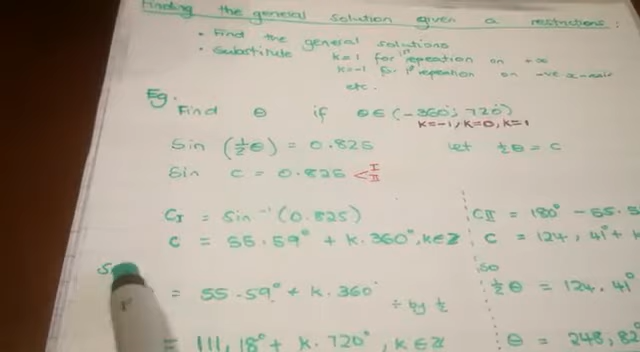 Finding the general solution given a restrictions:
• Find the general solutions
• Substitute k=1 for 1st repeation on +x
k=-1 for 1st repeation on -ve x-axis
etc.
Eg.
Find θ if θ∈(-360°; 720°)
k=-1, k=0, k=1
Sin (½θ) = 0.825 let ½θ = C
Sin C = 0.825 < I II
CI = Sin⁻¹(0.825)
C = 55.59° + k.360°, k∈Z
CII = 180° - 55.5
C = 124,41° +
= 55.59° + k.360°
÷ by ½
= 111,18° + k.720°, k∈Z
so
½θ = 124.41°
θ = 248,82°